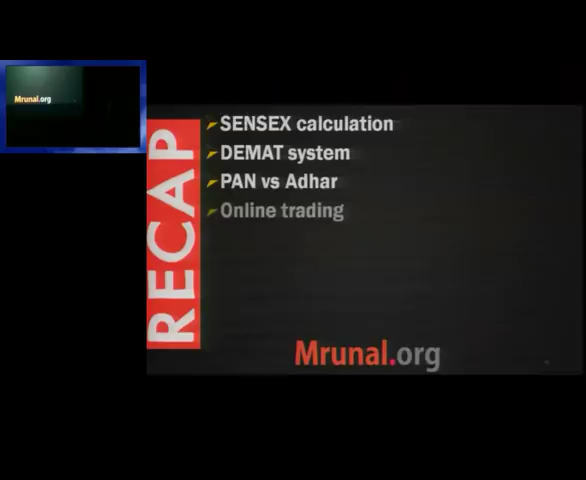 Mrunal.org
RECAP
SENSEX calculation
DEMAT system
PAN vs Adhar
Online trading
Mrunal.org